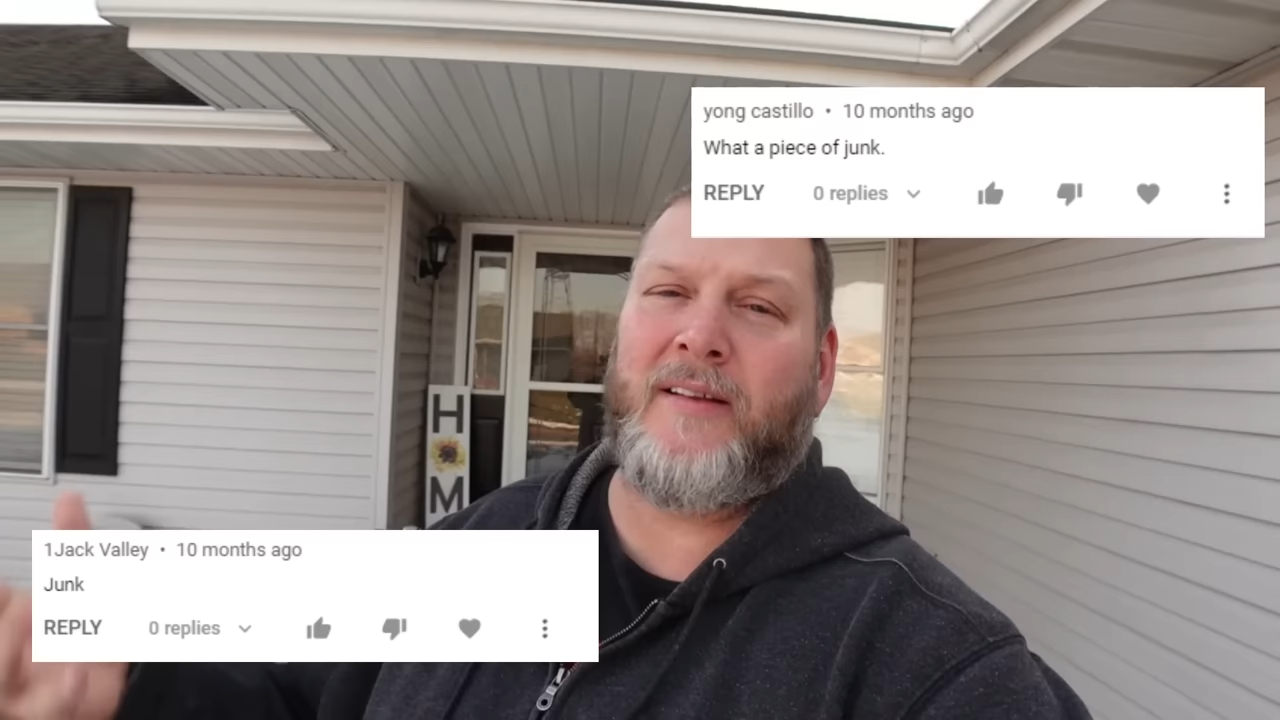 yong castillo • 10 months ago
What a piece of junk.
REPLY 0 replies
H
M
1Jack Valley • 10 months ago
Junk
REPLY 0 replies